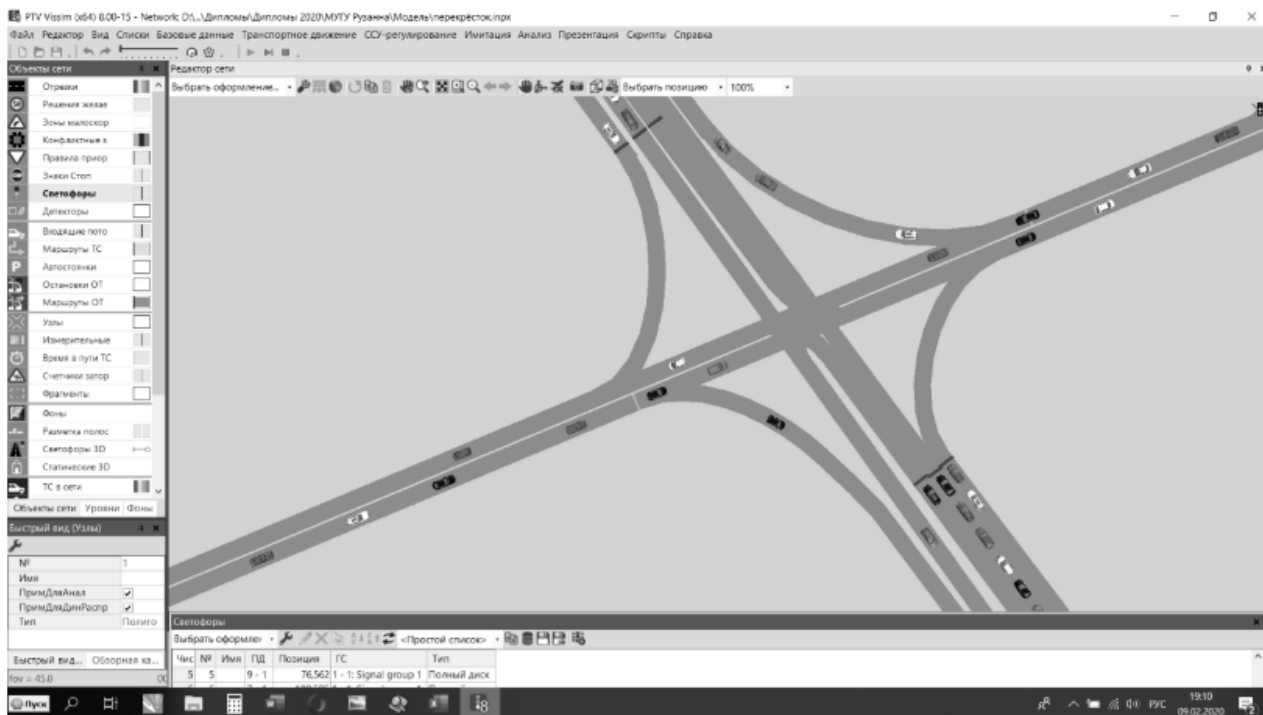 PTV Vissim (x64) 8.00-15 - Network: D:\...\Дипломы\Дипломы 2020\МУГУ Рузанна\Модель\перекрёсток.inpx
Файл Редактор Вид Списки Базовые данные Транспортное движение ССУ-регулирование Имитация Анализ Презентация Скрипты Справка
Объекты сети
Редактор сети
Выбрать оформление... Выбрать позицию 100%
Отрезки
Решения желае
Зоны малоскор
Конфликтные з
Правила приор
Знаки Стоп
Светофоры
Детекторы
Входящие пото
Маршруты ТС
Автостоянки
Остановки ОТ
Маршруты ОТ
Узлы
Измерительные
Время в пути ТС
Счетчики затор
Фрагменты
Фоны
Разметка полос
Светофоры 3D
Статические 3D
ТС в сети
Объекты сети Уровни Фоны
Быстрый вид (Узлы)
№ 1
Имя
ПримДляАнал
ПримДляДинРаспр
Тип Полиго
Быстрый вид... Обзорная ка...
fov = 45.0 00
Светофоры
Выбрать оформлен <Простой список>
Чис № Имя ПД Позиция ГС Тип
5 5 9 - 1 76,562 1 - 1: Signal group 1 Полный диск
Пуск
РУС
19:10
09.02.2020